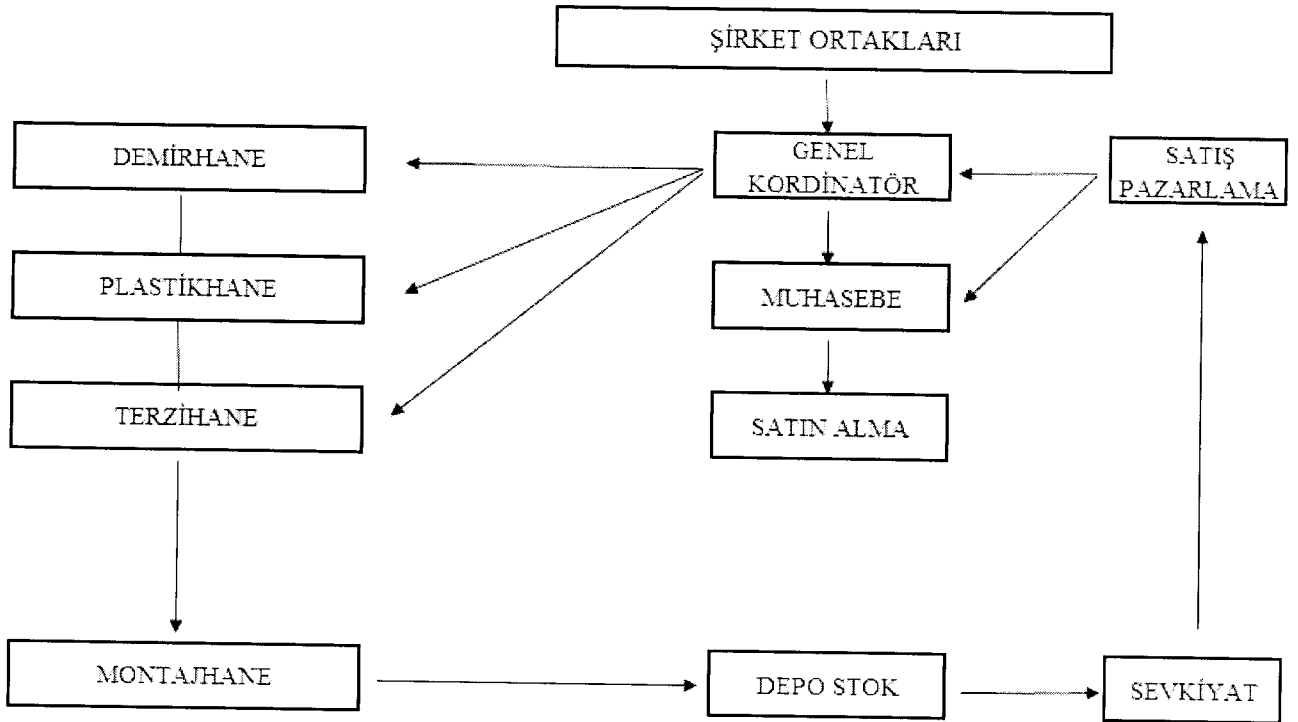 ŞİRKET ORTAKLARI
DEMİRHANE
GENEL
KORDİNATÖR
SATIŞ
PAZARLAMA
PLASTİKHANE
MUHASEBE
TERZİHANE
SATIN ALMA
MONTAJHANE
DEPO STOK
SEVKİYAT